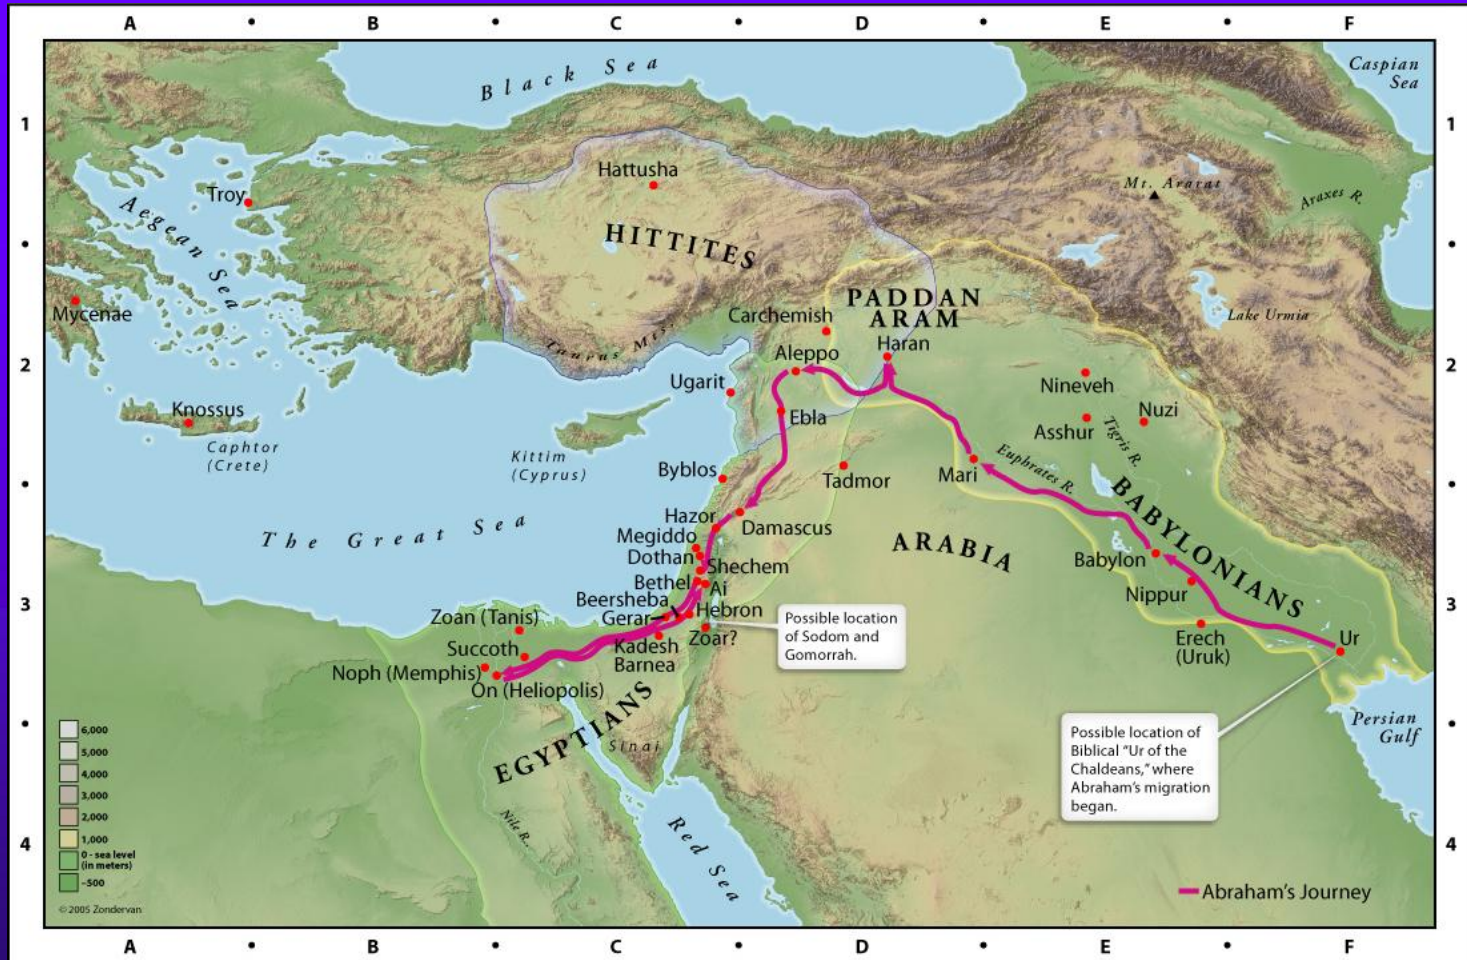 A • B • C • D • E • F
Black Sea
Caspian
Sea
1
1
Hattusha
Mt. Ararat
Troy
Araxes R.
Aegean Sea
•
•
HITTITES
PADDAN
ARAM
Mycenae
Carchemish
Lake Urmia
Taurus Mts.
Haran
Aleppo
2
2
Ugarit
Nineveh
Knossus
Nuzi
Ebla
Asshur
Tigris R.
Caphtor
(Crete)
Kittim
(Cyprus)
Byblos
Tadmor
Mari
Euphrates R.
•
•
BABYLONIANS
The Great Sea
Hazor
Damascus
Megiddo
ARABIA
Dothan
Shechem
Babylon
Bethel
Ai
Beersheba
Nippur
3
3
Zoan (Tanis)
Gerar
Hebron
Possible location
of Sodom and
Gomorrah.
Zoar?
Erech
(Uruk)
Ur
Succoth
Kadesh
Barnea
Noph (Memphis)
On (Heliopolis)
EGYPTIANS
Sinai
•
•
Persian
Gulf
Possible location of
Biblical “Ur of the
Chaldeans,” where
Abraham’s migration
began.
6,000
5,000
4,000
3,000
2,000
1,000
0 - sea level
(in meters)
–500
Nile R.
Red Sea
4
4
Abraham’s Journey
© 2005 Zondervan
A • B • C • D • E • F